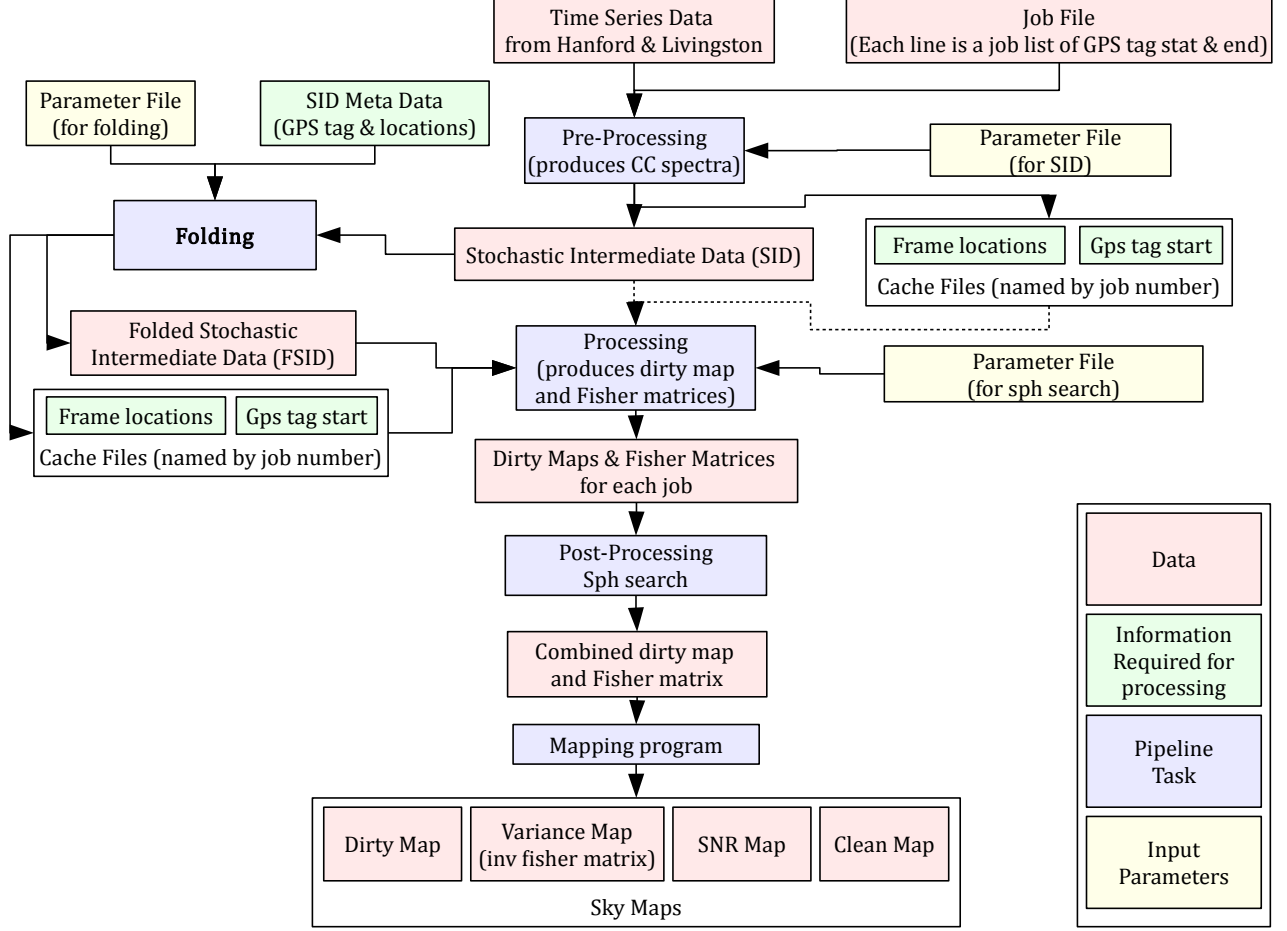 Time Series Data
from Hanford & Livingston
Job File
(Each line is a job list of GPS tag stat & end)
Parameter File
(for folding)
SID Meta Data
(GPS tag & locations)
Pre-Processing
(produces CC spectra)
Parameter File
(for SID)
Folding
Stochastic Intermediate Data (SID)
Frame locations
Gps tag start
Cache Files (named by job number)
Folded Stochastic
Intermediate Data (FSID)
Processing
(produces dirty map
and Fisher matrices)
Parameter File
(for sph search)
Frame locations
Gps tag start
Cache Files (named by job number)
Dirty Maps & Fisher Matrices
for each job
Post-Processing
Sph search
Combined dirty map
and Fisher matrix
Mapping program
Dirty Map
Variance Map
(inv fisher matrix)
SNR Map
Clean Map
Sky Maps
Data
Information
Required for
processing
Pipeline
Task
Input
Parameters